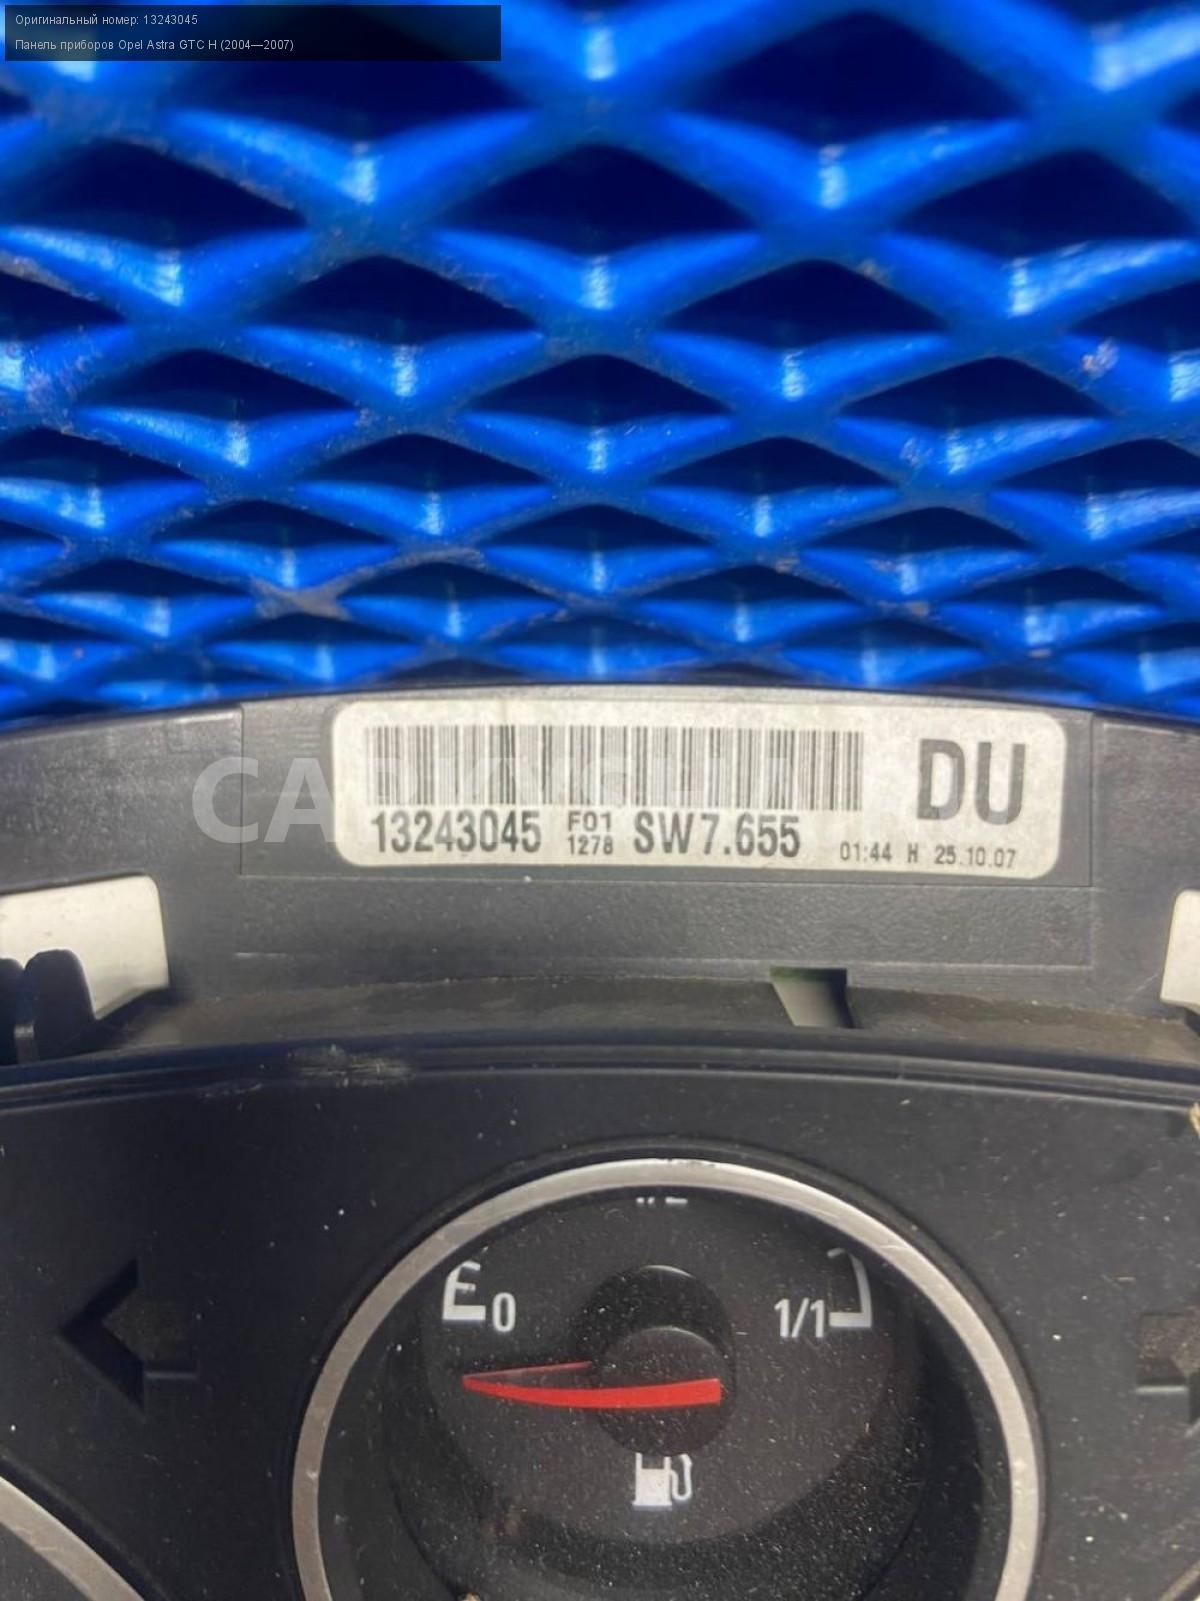 Оригинальный номер: 13243045
Панель приборов Opel Astra GTC H (2004—2007)
DU
13243045 F01 1278 SW7.655 01:44 H 25.10.07
0 1/1